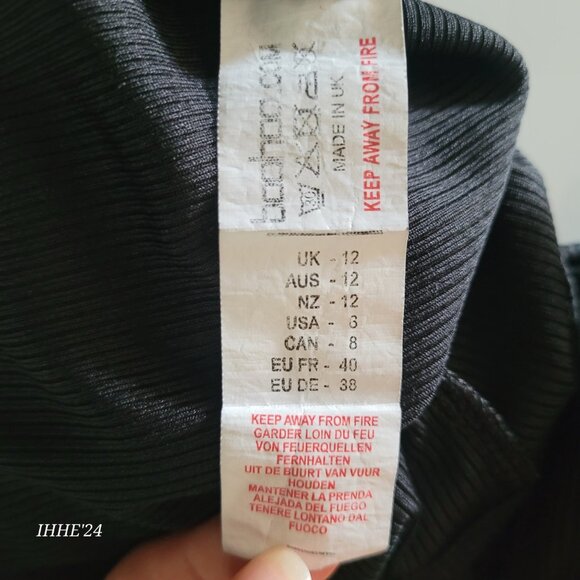 boohoo.COM
MADE IN UK
KEEP AWAY FROM FIRE
UK - 12
AUS - 12
NZ - 12
USA - 8
CAN - 8
EU FR - 40
EU DE - 38
KEEP AWAY FROM FIRE
GARDER LOIN DU FEU
VON FEUERQUELLEN
FERNHALTEN
UIT DE BUURT VAN VUUR
HOUDEN
MANTENER LA PRENDA
ALEJADA DEL FUEGO
TENERE LONTANO DAL
FUOCO
IHHE'24